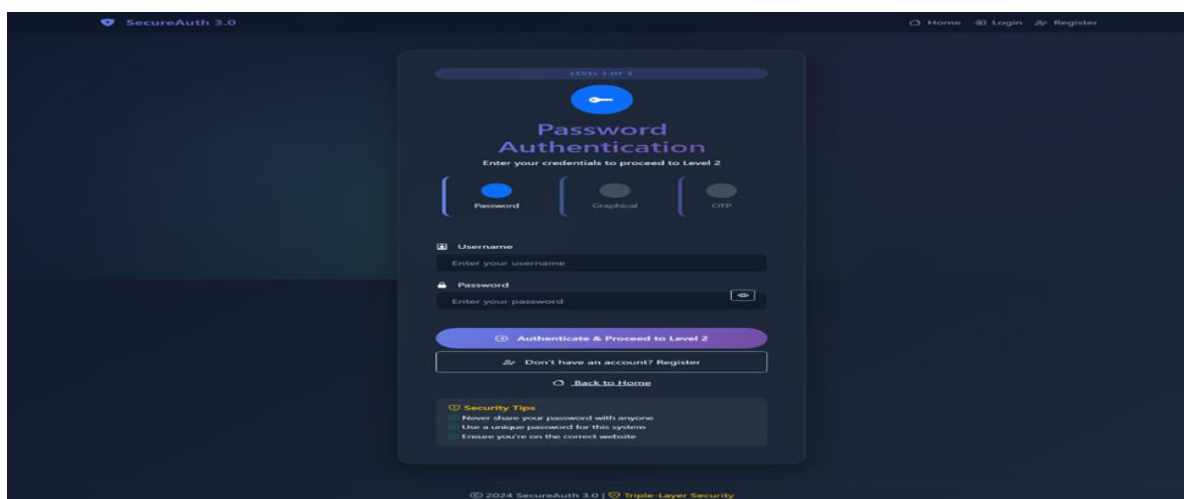 SecureAuth 3.0
Home Login Register
LEVEL 1 OF 3
Password
Authentication
Enter your credentials to proceed to Level 2
Password Graphical OTP
Username
Enter your username
Password
Enter your password
Authenticate & Proceed to Level 2
Don't have an account? Register
Back to Home
Security Tips
Never share your password with anyone
Use a unique password for this system
Ensure you're on the correct website
© 2024 SecureAuth 3.0 | Triple-Layer Security